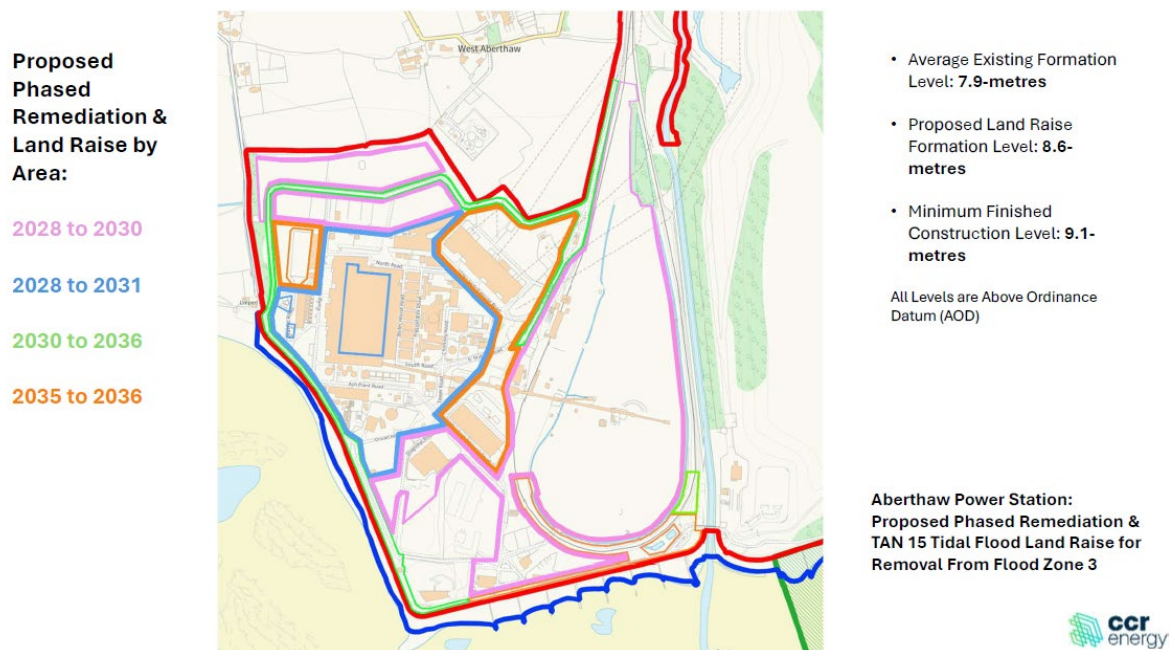 Proposed
Phased
Remediation &
Land Raise by
Area:
2028 to 2030
2028 to 2031
2030 to 2036
2035 to 2036
West Aberthaw
North Road
South Road
Ash Plant Road
• Average Existing Formation
Level: 7.9-metres
• Proposed Land Raise
Formation Level: 8.6-
metres
• Minimum Finished
Construction Level: 9.1-
metres
All Levels are Above Ordinance
Datum (AOD)
Aberthaw Power Station:
Proposed Phased Remediation &
TAN 15 Tidal Flood Land Raise for
Removal From Flood Zone 3
ccr
energy